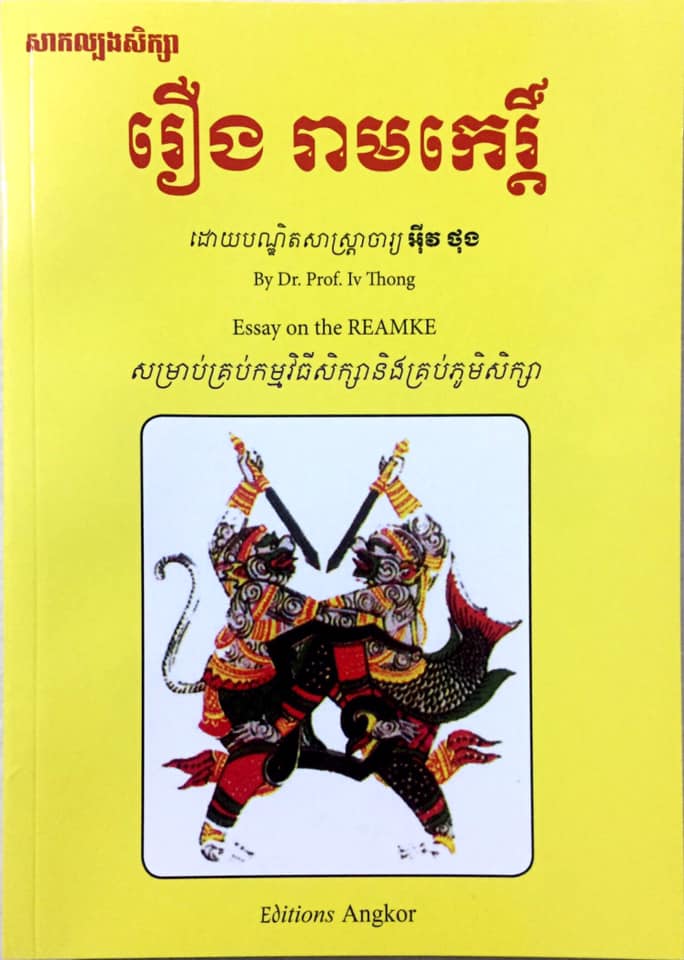 សាកល្បងសិក្សា
រឿង រាមកេរ្តិ៍
ដោយបណ្ឌិតសាស្ត្រាចារ្យ អ៊ីវ ថុង
By Dr. Prof. Iv Thong
Essay on the REAMKE
សម្រាប់គ្រប់កម្មវិធីសិក្សានិងគ្រប់ភូមិសិក្សា
Editions Angkor